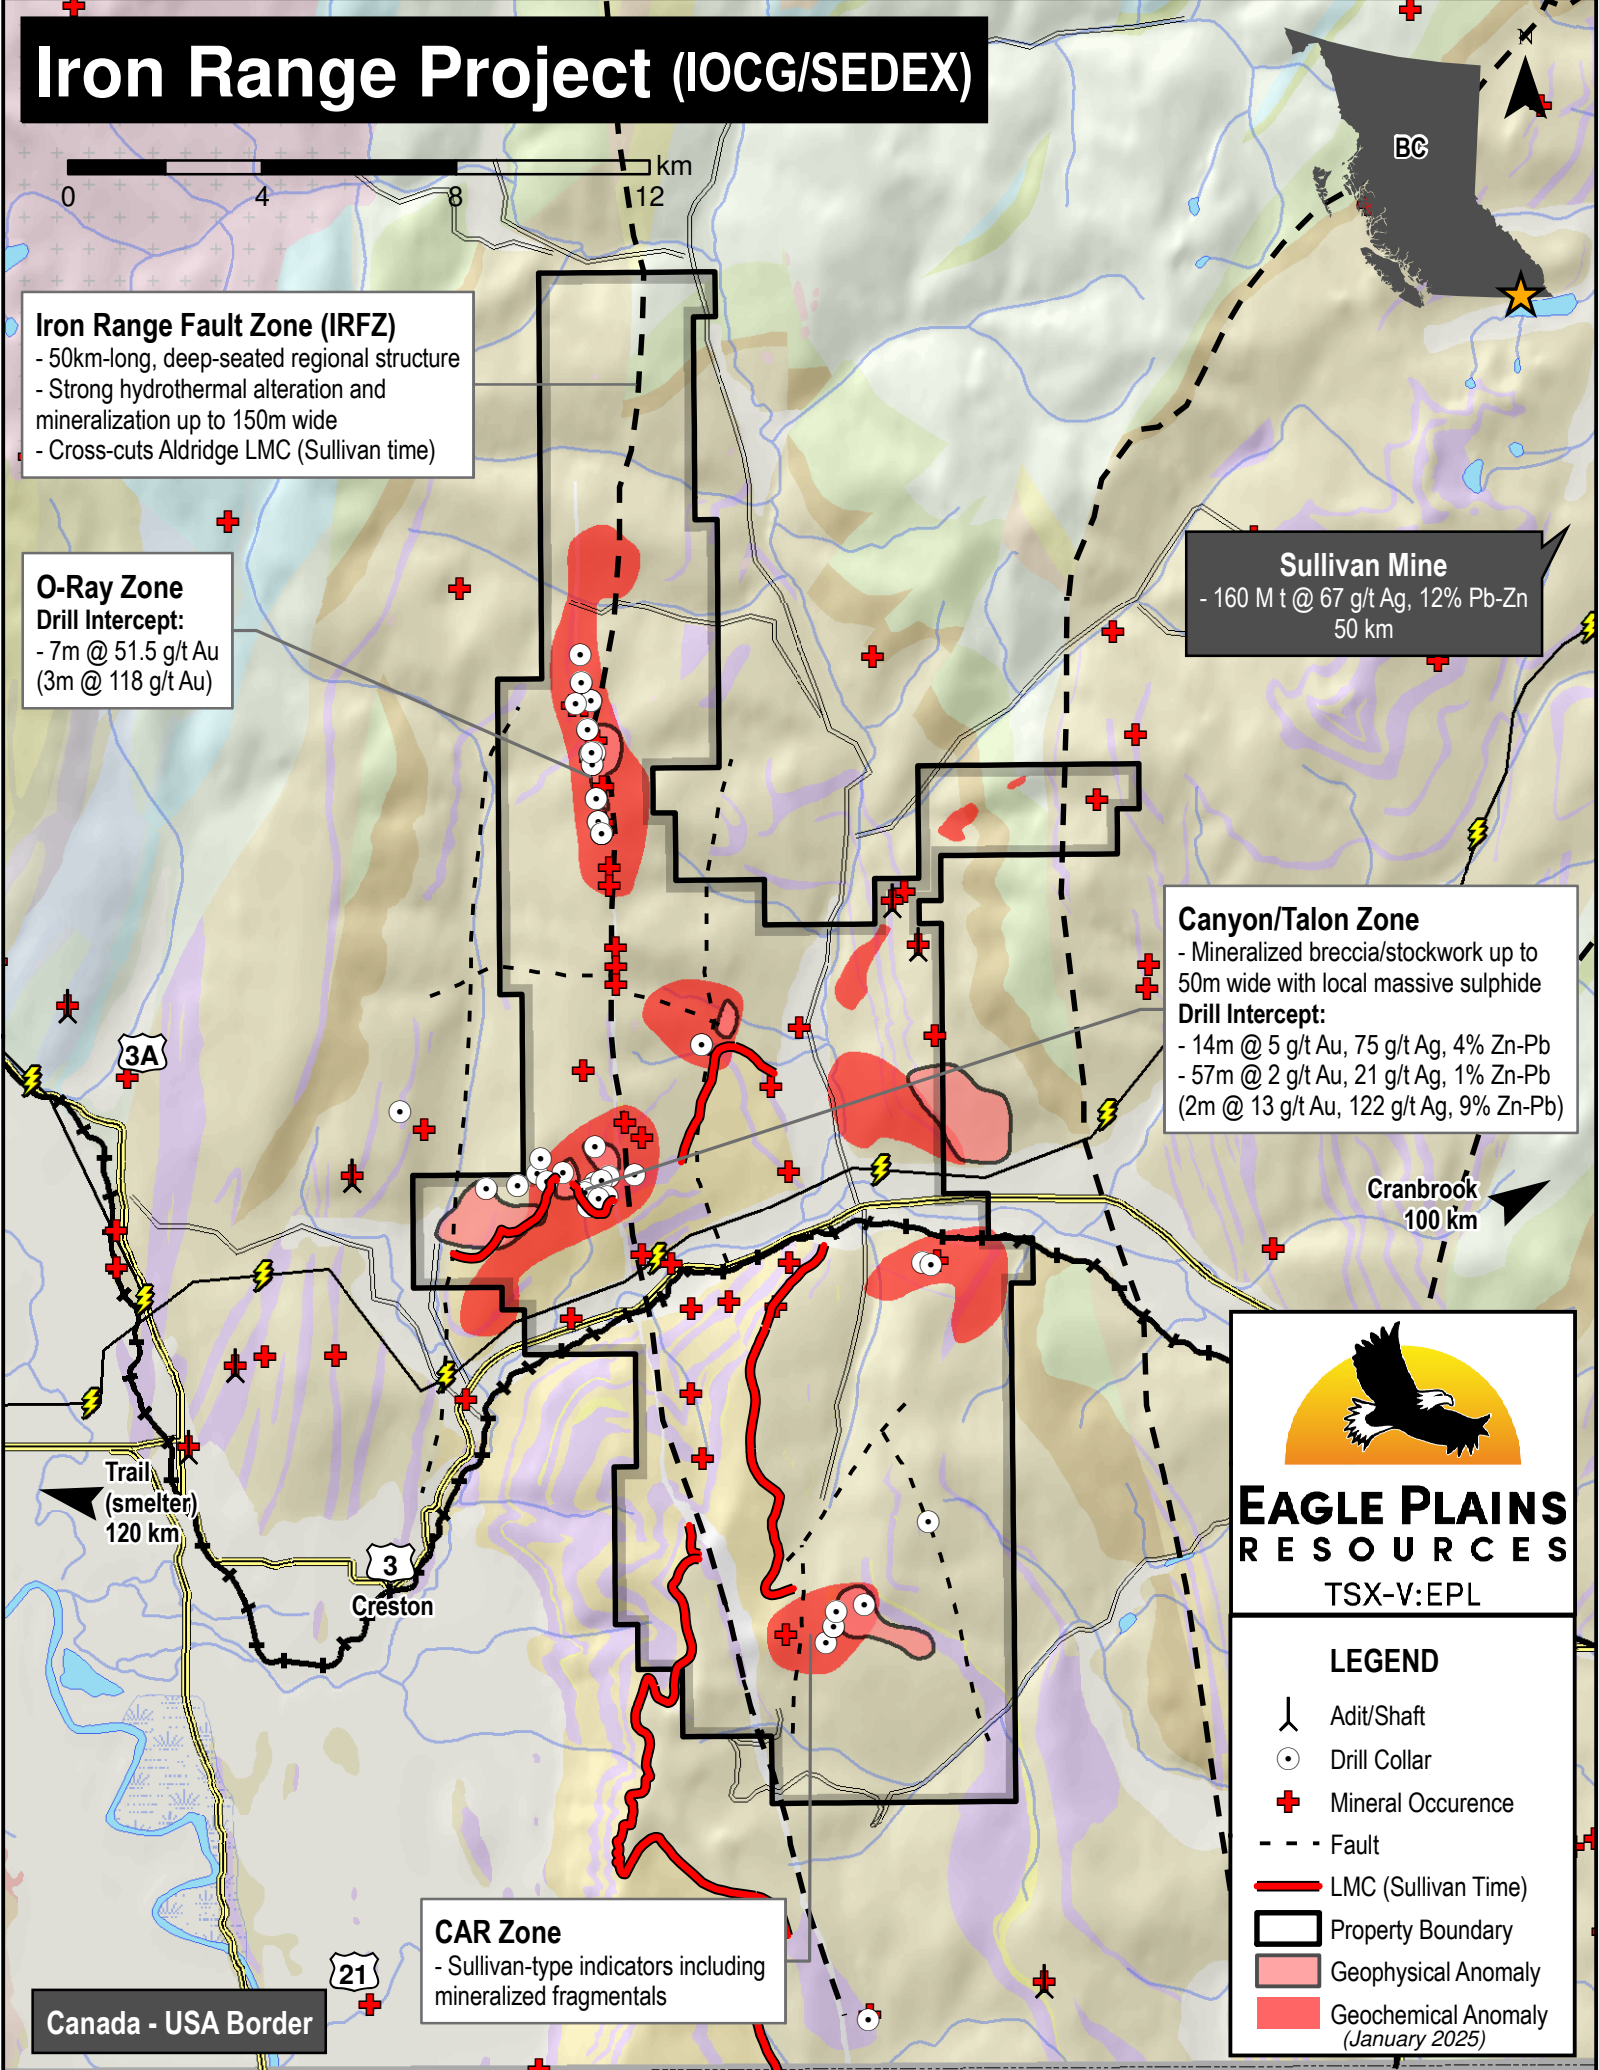 Iron Range Project (IOCG/SEDEX)
km
0 4 8 12
N
BC
Iron Range Fault Zone (IRFZ)
- 50km-long, deep-seated regional structure
- Strong hydrothermal alteration and
mineralization up to 150m wide
- Cross-cuts Aldridge LMC (Sullivan time)
O-Ray Zone
Drill Intercept:
- 7m @ 51.5 g/t Au
(3m @ 118 g/t Au)
Sullivan Mine
- 160 M t @ 67 g/t Ag, 12% Pb-Zn
50 km
Canyon/Talon Zone
- Mineralized breccia/stockwork up to
50m wide with local massive sulphide
Drill Intercept:
- 14m @ 5 g/t Au, 75 g/t Ag, 4% Zn-Pb
- 57m @ 2 g/t Au, 21 g/t Ag, 1% Zn-Pb
(2m @ 13 g/t Au, 122 g/t Ag, 9% Zn-Pb)
3A
Cranbrook
100 km
Trail
(smelter)
120 km
3
Creston
EAGLE PLAINS
RESOURCES
TSX-V:EPL
LEGEND
Adit/Shaft
Drill Collar
Mineral Occurence
Fault
LMC (Sullivan Time)
Property Boundary
Geophysical Anomaly
Geochemical Anomaly
(January 2025)
CAR Zone
- Sullivan-type indicators including
mineralized fragmentals
21
Canada - USA Border